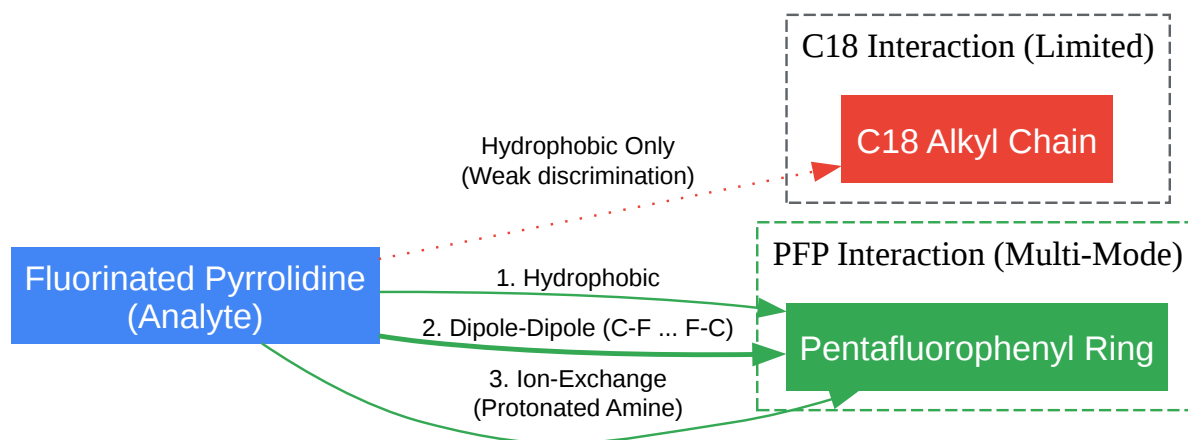 C18 Interaction (Limited)
C18 Alkyl Chain
Hydrophobic Only
(Weak discrimination)
Fluorinated Pyrrolidine
(Analyte)
PFP Interaction (Multi-Mode)
1. Hydrophobic
2. Dipole-Dipole (C-F ... F-C)
Pentafluorophenyl Ring
3. Ion-Exchange
(Protonated Amine)